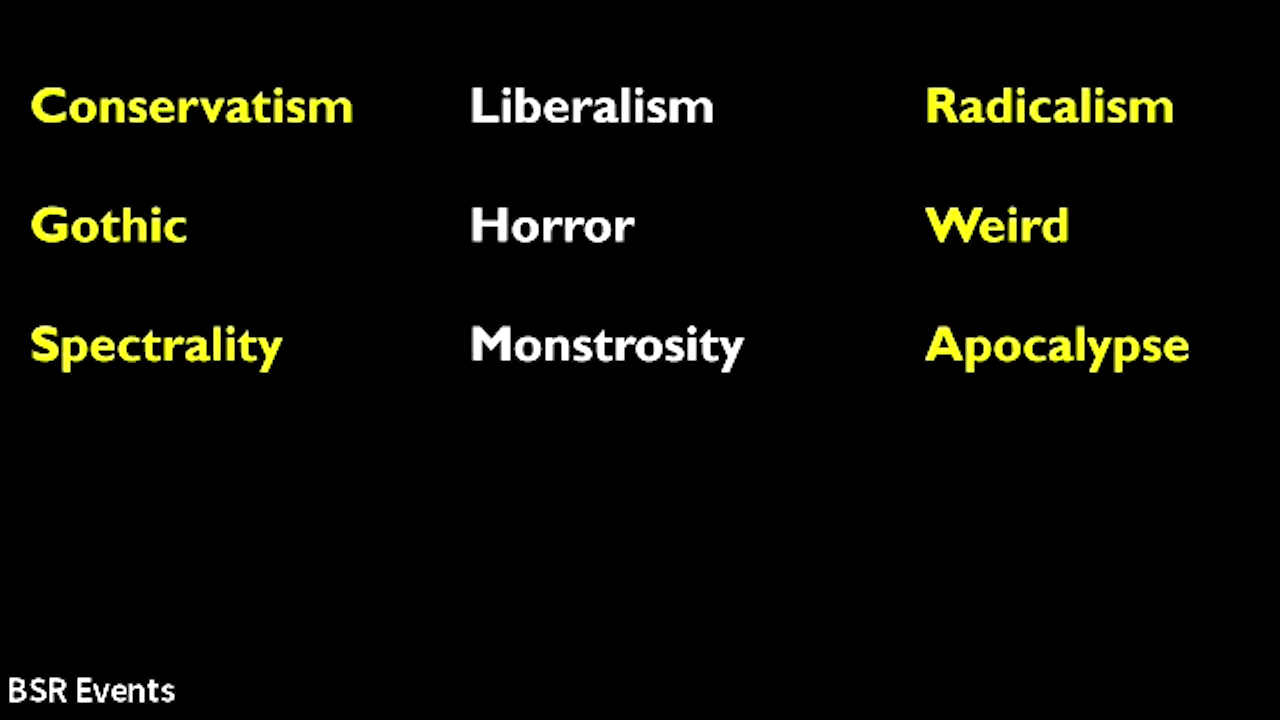 Conservatism Liberalism Radicalism
Gothic Horror Weird
Spectrality Monstrosity Apocalypse
BSR Events